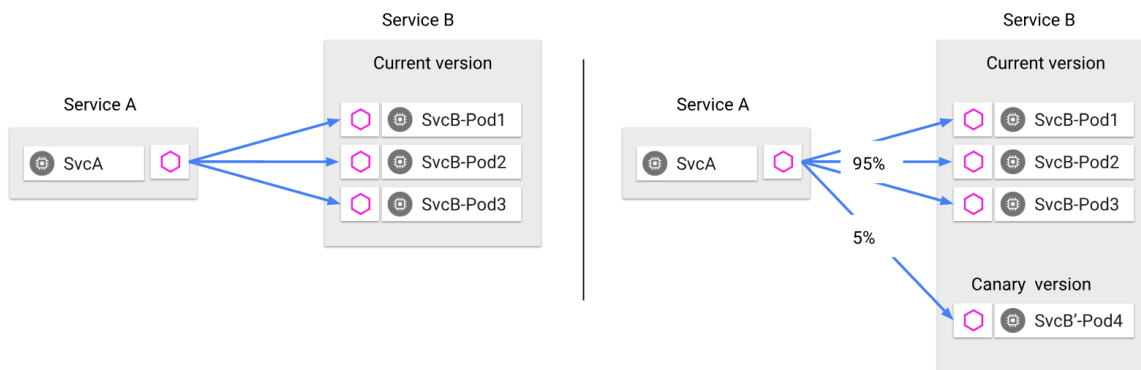 Service B
Current version
Service A
SvcA
SvcB-Pod1
SvcB-Pod2
SvcB-Pod3
Service B
Current version
Service A
SvcA
95%
5%
SvcB-Pod1
SvcB-Pod2
SvcB-Pod3
Canary version
SvcB'-Pod4